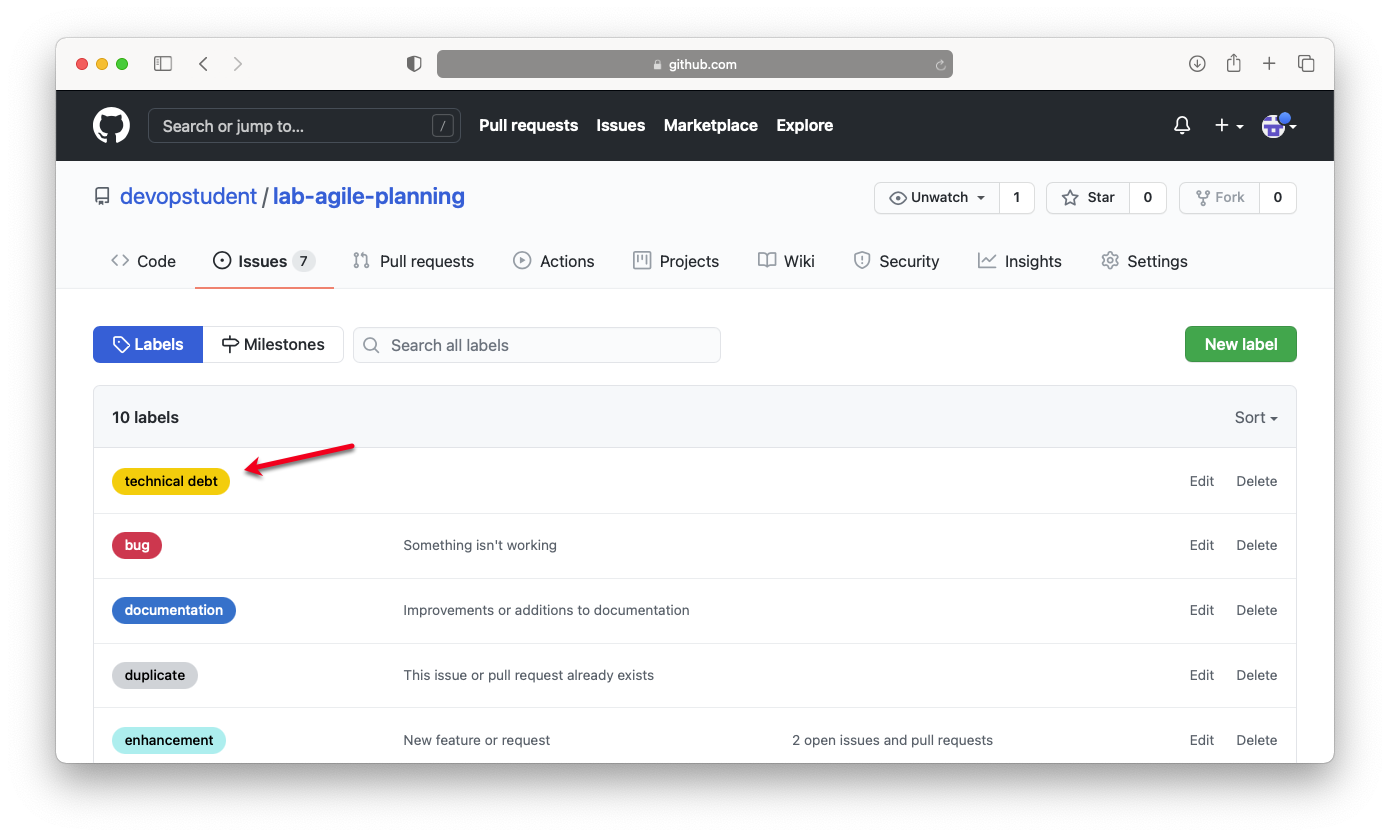 github.com
Search or jump to... / Pull requests Issues Marketplace Explore
devopstudent / lab-agile-planning Unwatch 1 Star 0 Fork 0
Code Issues 7 Pull requests Actions Projects Wiki Security Insights Settings
Labels Milestones Search all labels New label
10 labels Sort
technical debt Edit Delete
bug Something isn't working Edit Delete
documentation Improvements or additions to documentation Edit Delete
duplicate This issue or pull request already exists Edit Delete
enhancement New feature or request 2 open issues and pull requests Edit Delete